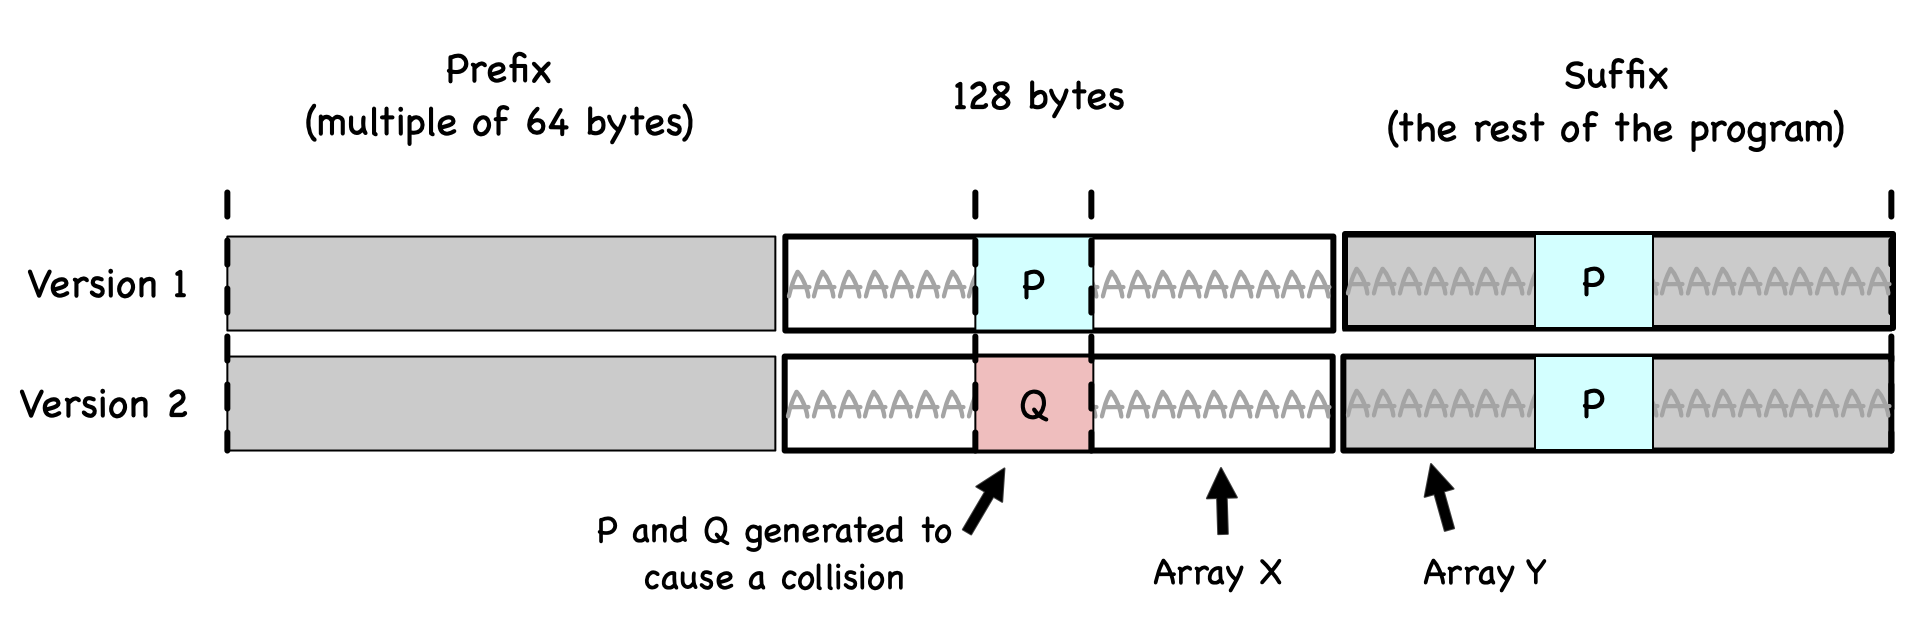 Prefix
(multiple of 64 bytes)
128 bytes
Suffix
(the rest of the program)
Version 1
AAAAAAA
P
AAAAAAAAA
AAAAAAA
P
AAAAAAAAA
Version 2
AAAAAAA
Q
AAAAAAAAA
AAAAAAA
P
AAAAAAAAA
P and Q generated to
cause a collision
Array X
Array Y